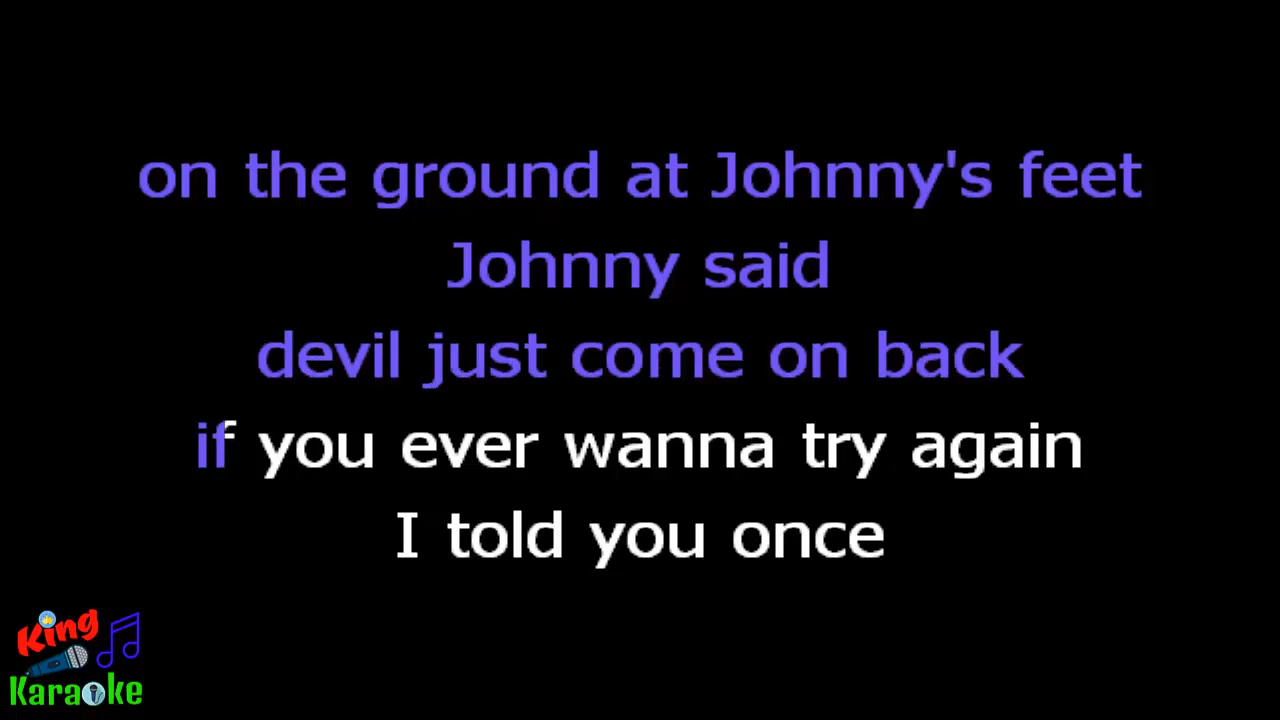 on the ground at Johnny's feet
Johnny said
devil just come on back
if you ever wanna try again
I told you once
King
Karaoke